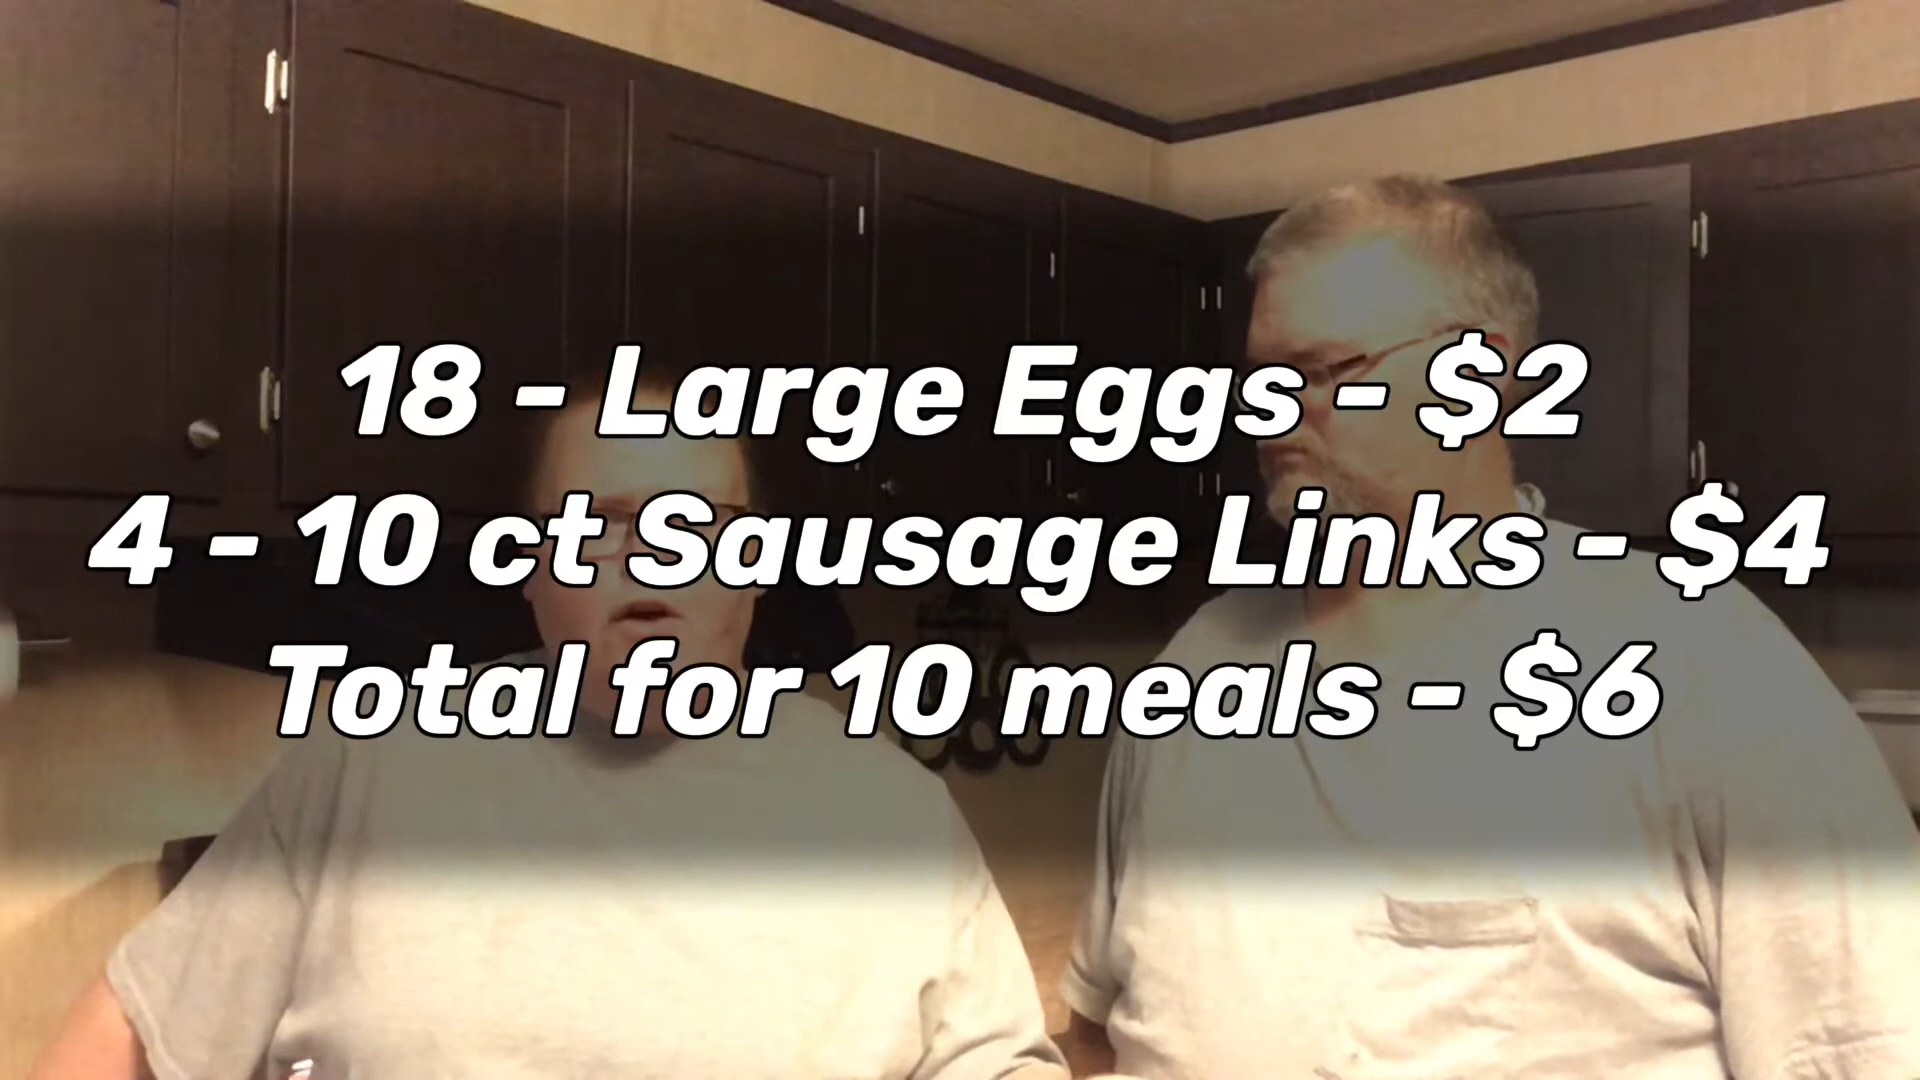 18 - Large Eggs - $2
4 - 10 ct Sausage Links - $4
Total for 10 meals - $6